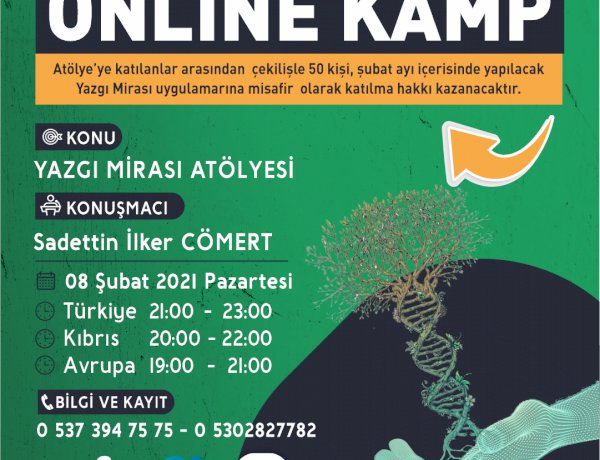 ONLINE KAMP
Atölye'ye katılanlar arasından çekilişle 50 kişi, şubat ayı içerisinde yapılacak
Yazgı Mirası uygulamarına misafir olarak katılma hakkı kazanacaktır.
KONU
YAZGI MİRASI ATÖLYESİ
KONUŞMACI
Sadettin İlker CÖMERT
08 Şubat 2021 Pazartesi
Türkiye 21:00 - 23:00
Kıbrıs 20:00 - 22:00
Avrupa 19:00 - 21:00
BİLGİ VE KAYIT
0 537 394 75 75 - 0 5302827782